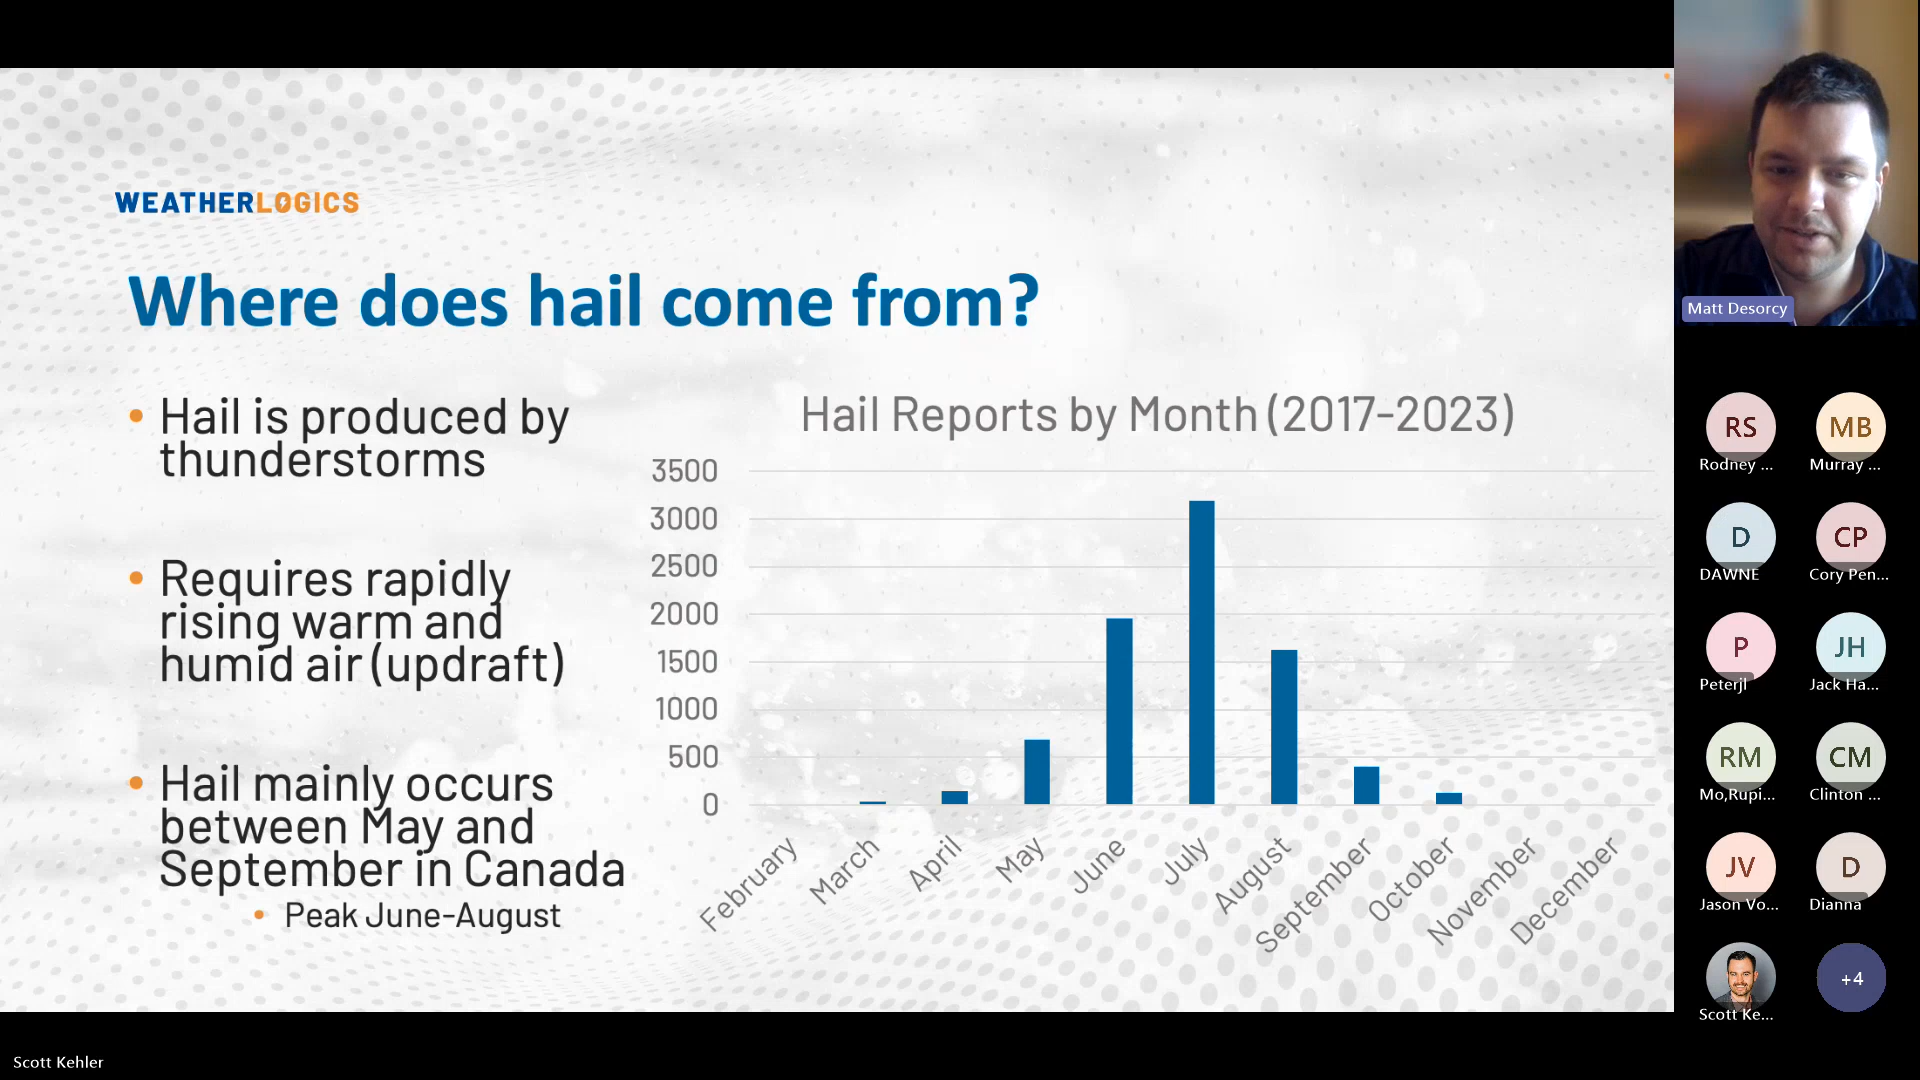 WEATHERLOGICS
Where does hail come from?
• Hail is produced by
thunderstorms
• Requires rapidly
rising warm and
humid air (updraft)
• Hail mainly occurs
between May and
September in Canada
• Peak June-August
Hail Reports by Month (2017-2023)
3500
3000
2500
2000
1500
1000
500
0
February
March
April
May
June
July
August
September
October
November
December
Matt Desorcy
RS
Rodney ...
MB
Murray ...
D
DAWNE
CP
Cory Pen...
P
Peterjl
JH
Jack Ha...
RM
Mo,Rupi...
CM
Clinton ...
JV
Jason Vo...
D
Dianna
Scott Ke...
+4
Scott Kehler